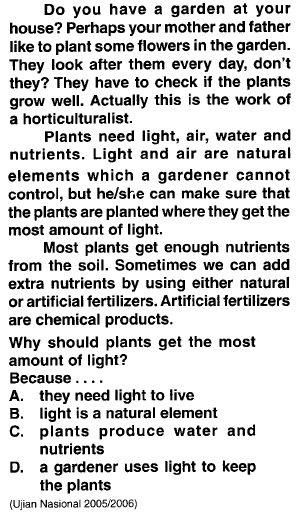 Do you have a garden at your
house? Perhaps your mother and father
like to plant some flowers in the garden.
They look after them every day, don't
they? They have to check if the plants
grow well. Actually this is the work of
a horticulturalist.
Plants need light, air, water and
nutrients. Light and air are natural
elements which a gardener cannot
control, but he/she can make sure that
the plants are planted where they get the
most amount of light.
Most plants get enough nutrients
from the soil. Sometimes we can add
extra nutrients by using either natural
or artificial fertilizers. Artificial fertilizers
are chemical products.
Why should plants get the most
amount of light?
Because . . . .
A. they need light to live
B. light is a natural element
C. plants produce water and
nutrients
D. a gardener uses light to keep
the plants
(Ujian Nasional 2005/2006)